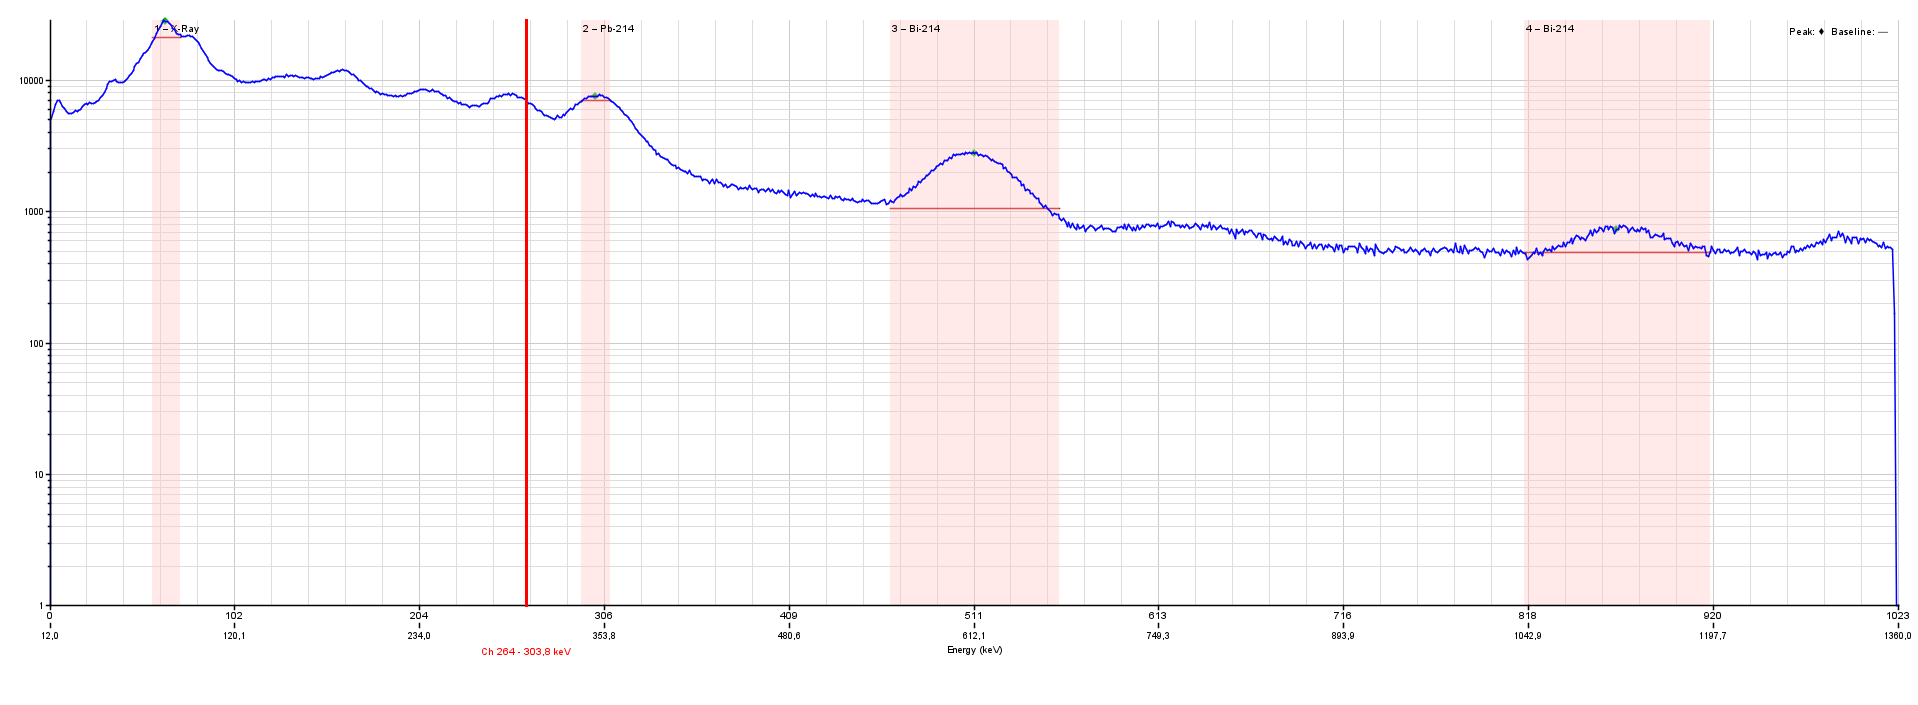 1 – X-Ray
2 – Pb-214
3 – Bi-214
4 – Bi-214
Peak: ♦ Baseline: —
10000
1000
100
10
1
0 102 204 306 409 511 613 716 818 920 1023
12,0 120,1 234,0 353,8 480,6 612,1 749,3 893,9 1042,9 1197,7 1360,0
Ch 264 - 303,8 keV
Energy (keV)